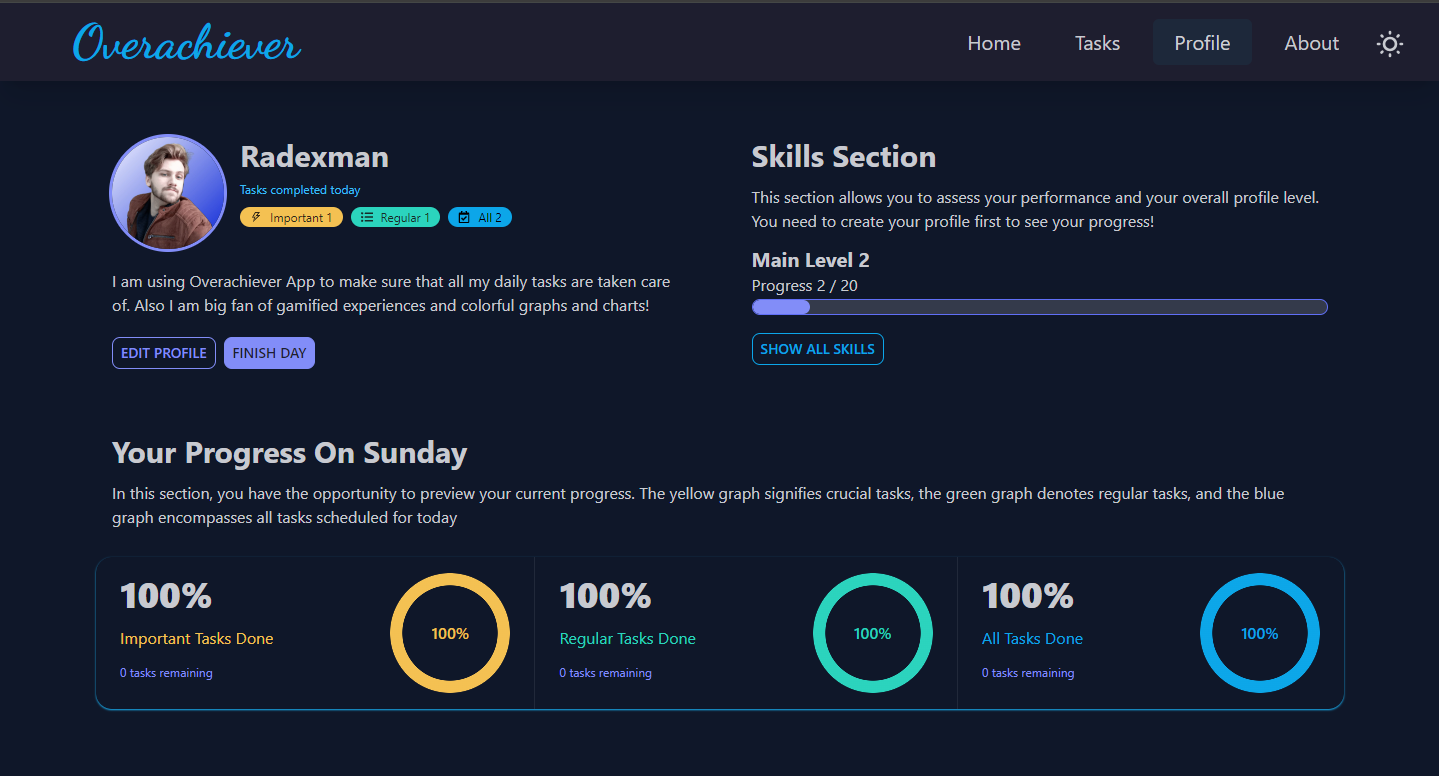 Overachiever
Home
Tasks
Profile
About
Radexman
Tasks completed today
Important 1
Regular 1
All 2
I am using Overachiever App to make sure that all my daily tasks are taken care
of. Also I am big fan of gamified experiences and colorful graphs and charts!
EDIT PROFILE
FINISH DAY
Skills Section
This section allows you to assess your performance and your overall profile level.
You need to create your profile first to see your progress!
Main Level 2
Progress 2 / 20
SHOW ALL SKILLS
Your Progress On Sunday
In this section, you have the opportunity to preview your current progress. The yellow graph signifies crucial tasks, the green graph denotes regular tasks, and the blue
graph encompasses all tasks scheduled for today
100%
Important Tasks Done
0 tasks remaining
100%
100%
Regular Tasks Done
0 tasks remaining
100%
100%
All Tasks Done
0 tasks remaining
100%